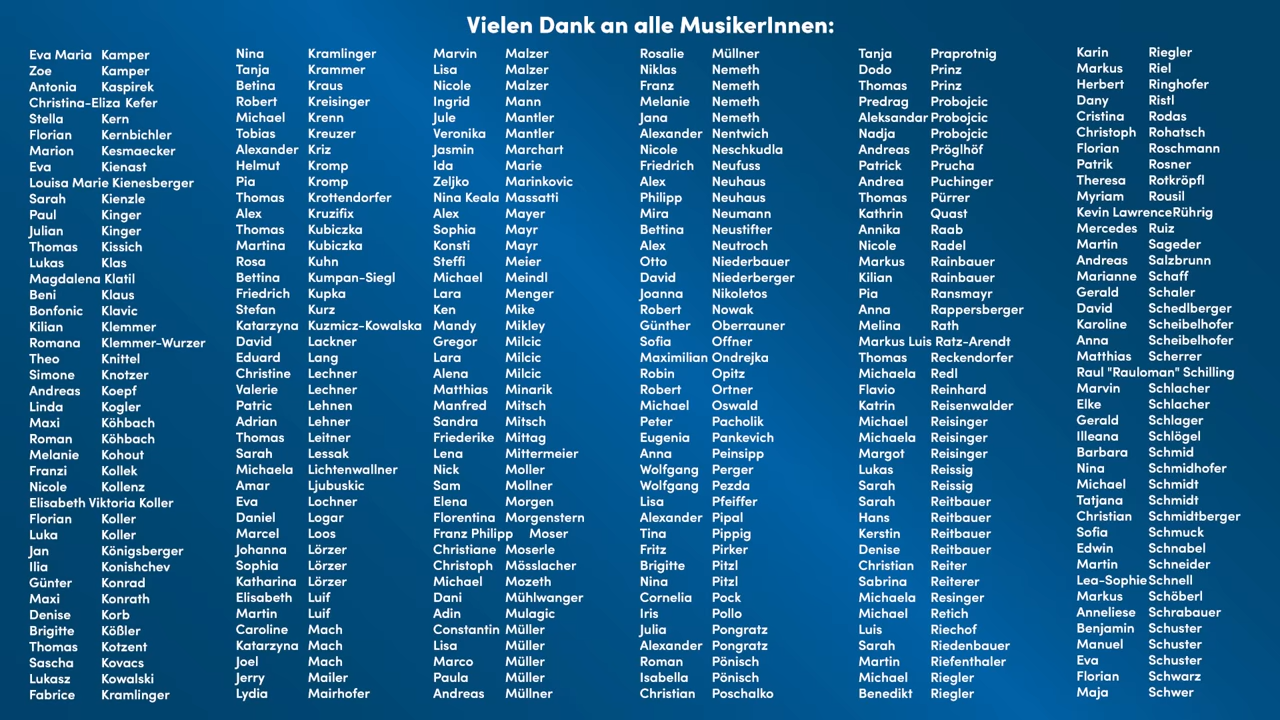 Vielen Dank an alle MusikerInnen:
Eva Maria Kamper
Zoe Kamper
Antonia Kaspirek
Christina-Eliza Kefer
Stella Kern
Florian Kernbichler
Marion Kesmaecker
Eva Kienast
Louisa Marie Kienesberger
Sarah Kienzle
Paul Kinger
Julian Kinger
Thomas Kissich
Lukas Klas
Magdalena Klatil
Beni Klaus
Bonfonic Klavic
Kilian Klemmer
Romana Klemmer-Wurzer
Theo Knittel
Simone Knotzer
Andreas Koepf
Linda Kogler
Maxi Köhbach
Roman Köhbach
Melanie Kohout
Franzi Kollek
Nicole Kollenz
Elisabeth Viktoria Koller
Florian Koller
Luka Koller
Jan Königsberger
Ilia Konishchev
Günter Konrad
Maxi Konrath
Denise Korb
Brigitte Kößler
Thomas Kotzent
Sascha Kovacs
Lukasz Kowalski
Fabrice Kramlinger
Nina Kramlinger
Tanja Krammer
Betina Kraus
Robert Kreisinger
Michael Krenn
Tobias Kreuzer
Alexander Kriz
Helmut Kromp
Pia Kromp
Thomas Krottendorfer
Alex Kruzifix
Thomas Kubiczka
Martina Kubiczka
Rosa Kuhn
Bettina Kumpan-Siegl
Friedrich Kupka
Stefan Kurz
Katarzyna Kuzmicz-Kowalska
David Lackner
Eduard Lang
Christine Lechner
Valerie Lechner
Patric Lehnen
Adrian Lehner
Thomas Leitner
Sarah Lessak
Michaela Lichtenwallner
Amar Ljubuskic
Eva Lochner
Daniel Logar
Marcel Loos
Johanna Lörzer
Sophia Lörzer
Katharina Lörzer
Elisabeth Luif
Martin Luif
Caroline Mach
Katarzyna Mach
Joel Mach
Jerry Mailer
Lydia Mairhofer
Marvin Malzer
Lisa Malzer
Nicole Malzer
Ingrid Mann
Jule Mantler
Veronika Mantler
Jasmin Marchart
Ida Marie
Zeljko Marinkovic
Nina Keala Massatti
Alex Mayer
Sophia Mayr
Konsti Mayr
Steffi Meier
Michael Meindl
Lara Menger
Ken Mike
Mandy Mikley
Gregor Milcic
Lara Milcic
Alena Milcic
Matthias Minarik
Manfred Mitsch
Sandra Mitsch
Friederike Mittag
Lena Mittermeier
Nick Moller
Sam Mollner
Elena Morgen
Florentina Morgenstern
Franz Philipp Moser
Christiane Moserle
Christoph Mösslacher
Michael Mozeth
Dani Mühlwanger
Adin Mulagic
Constantin Müller
Lisa Müller
Marco Müller
Paula Müller
Andreas Müllner
Rosalie Müllner
Niklas Nemeth
Franz Nemeth
Melanie Nemeth
Jana Nemeth
Alexander Nentwich
Nicole Neschkudla
Friedrich Neufuss
Alex Neuhaus
Philipp Neuhaus
Mira Neumann
Bettina Neustifter
Alex Neutroch
Otto Niederbauer
David Niederberger
Joanna Nikoletos
Robert Nowak
Günther Oberrauner
Sofia Offner
Maximilian Ondrejka
Robin Opitz
Robert Ortner
Michael Oswald
Peter Pacholik
Eugenia Pankevich
Anna Peinsipp
Wolfgang Perger
Wolfgang Pezda
Lisa Pfeiffer
Alexander Pipal
Tina Pippig
Fritz Pirker
Brigitte Pitzl
Nina Pitzl
Cornelia Pock
Iris Pollo
Julia Pongratz
Alexander Pongratz
Roman Pönisch
Isabella Pönisch
Christian Poschalko
Tanja Praprotnig
Dodo Prinz
Thomas Prinz
Predrag Probojcic
Aleksandar Probojcic
Nadja Probojcic
Andreas Pröglhöf
Patrick Prucha
Andrea Puchinger
Thomas Pürrer
Kathrin Quast
Annika Raab
Nicole Radel
Markus Rainbauer
Kilian Rainbauer
Pia Ransmayr
Anna Rappersberger
Melina Rath
Markus Luis Ratz-Arendt
Thomas Reckendorfer
Michaela Redl
Flavio Reinhard
Katrin Reisenwalder
Michael Reisinger
Michaela Reisinger
Margot Reisinger
Lukas Reissig
Sarah Reissig
Sarah Reitbauer
Hans Reitbauer
Kerstin Reitbauer
Denise Reitbauer
Christian Reiter
Sabrina Reiterer
Michaela Resinger
Michael Retich
Luis Riechof
Sarah Riedenbauer
Martin Riefenthaler
Michael Riegler
Benedikt Riegler
Karin Riegler
Markus Riel
Herbert Ringhofer
Dany Ristl
Cristina Rodas
Christoph Rohatsch
Florian Roschmann
Patrik Rosner
Theresa Rotkröpfl
Myriam Rousil
Kevin LawrenceRührig
Mercedes Ruiz
Martin Sageder
Andreas Salzbrunn
Marianne Schaff
Gerald Schaler
David Schedlberger
Karoline Scheibelhofer
Anna Scheibelhofer
Matthias Scherrer
Raul "Rauloman" Schilling
Marvin Schlacher
Elke Schlacher
Gerald Schlager
Illeana Schlögel
Barbara Schmid
Nina Schmidhofer
Michael Schmidt
Tatjana Schmidt
Christian Schmidtberger
Sofia Schmuck
Edwin Schnabel
Martin Schneider
Lea-Sophie Schnell
Markus Schöberl
Anneliese Schrabauer
Benjamin Schuster
Manuel Schuster
Eva Schuster
Florian Schwarz
Maja Schwer